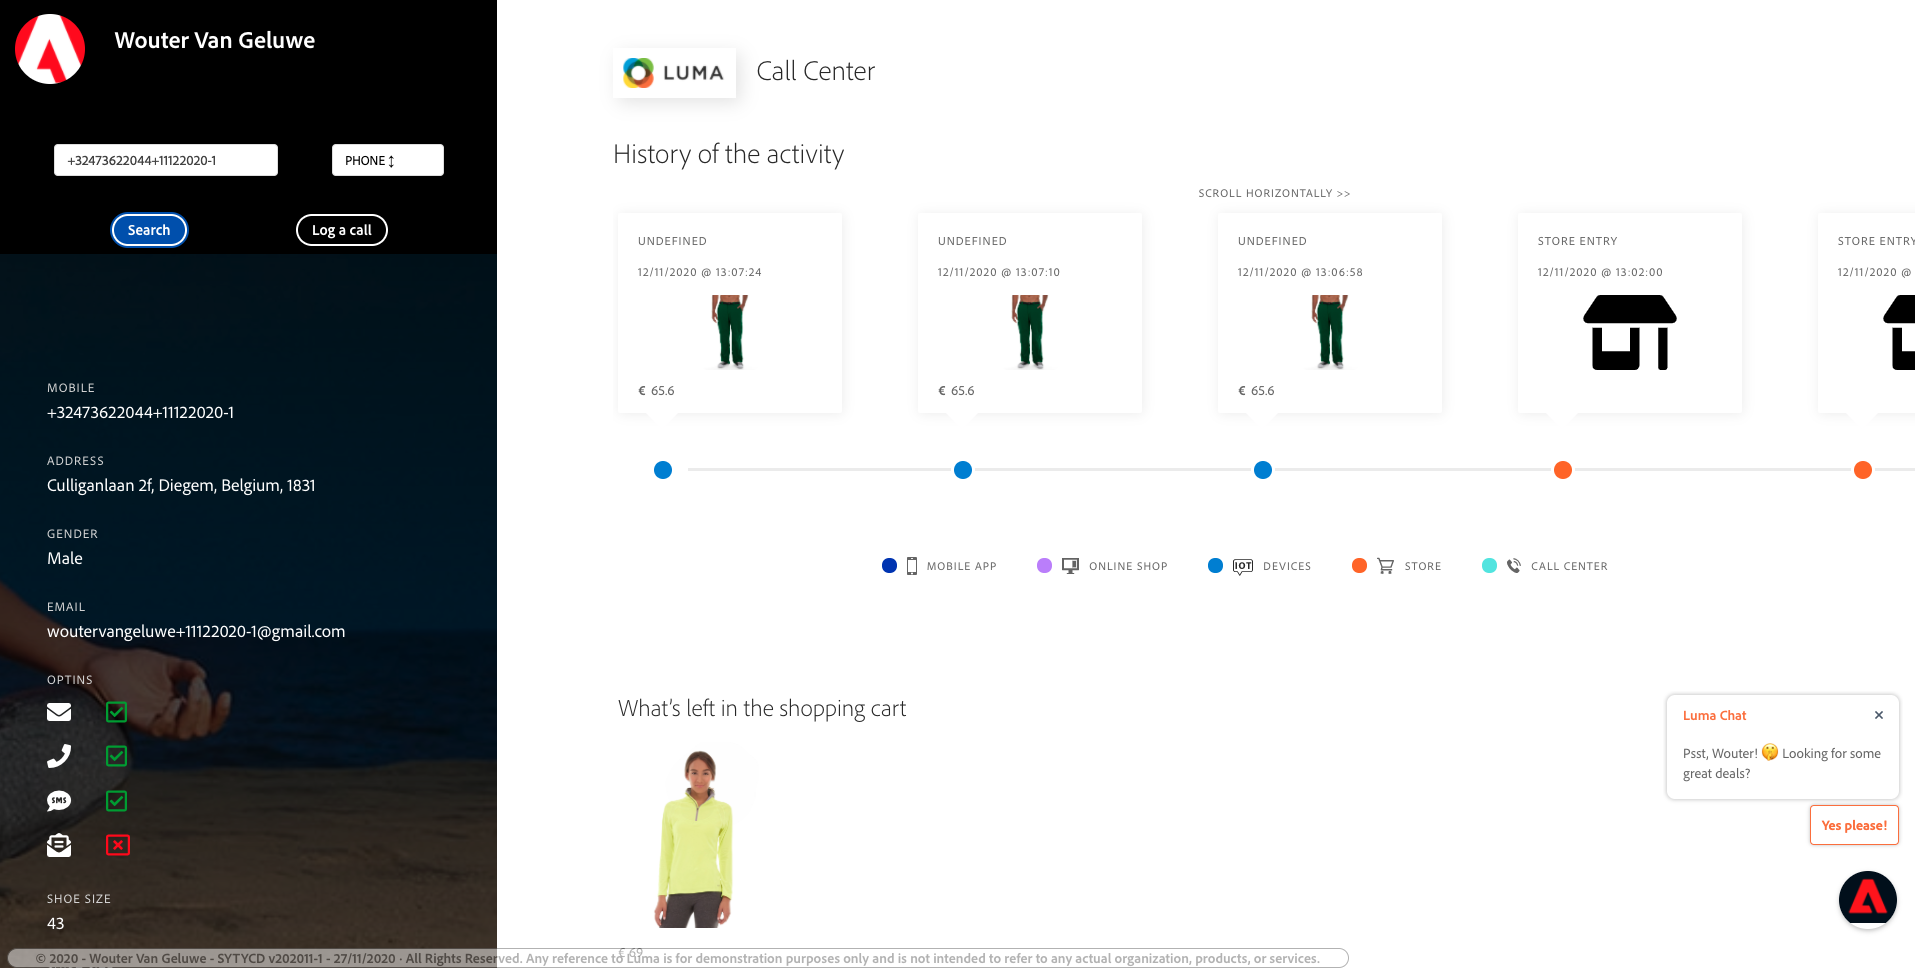 Wouter Van Geluwe
+32473622044+11122020-1
PHONE
Search
Log a call
MOBILE
+32473622044+11122020-1
ADDRESS
Culliganlaan 2f, Diegem, Belgium, 1831
GENDER
Male
EMAIL
woutervangeluwe+11122020-1@gmail.com
OPTINS
SMS
SHOE SIZE
43
LUMA
Call Center
History of the activity
SCROLL HORIZONTALLY >>
UNDEFINED
12/11/2020 @ 13:07:24
€ 65.6
UNDEFINED
12/11/2020 @ 13:07:10
€ 65.6
UNDEFINED
12/11/2020 @ 13:06:58
€ 65.6
STORE ENTRY
12/11/2020 @ 13:02:00
STORE ENTRY
12/11/2020 @
MOBILE APP
ONLINE SHOP
IOT DEVICES
STORE
CALL CENTER
What's left in the shopping cart
€ 69
Luma Chat
Psst, Wouter! 🤫 Looking for some
great deals?
Yes please!
© 2020 - Wouter Van Geluwe - SYTYCD v202011-1 - 27/11/2020 · All Rights Reserved. Any reference to Luma is for demonstration purposes only and is not intended to refer to any actual organization, products, or services.